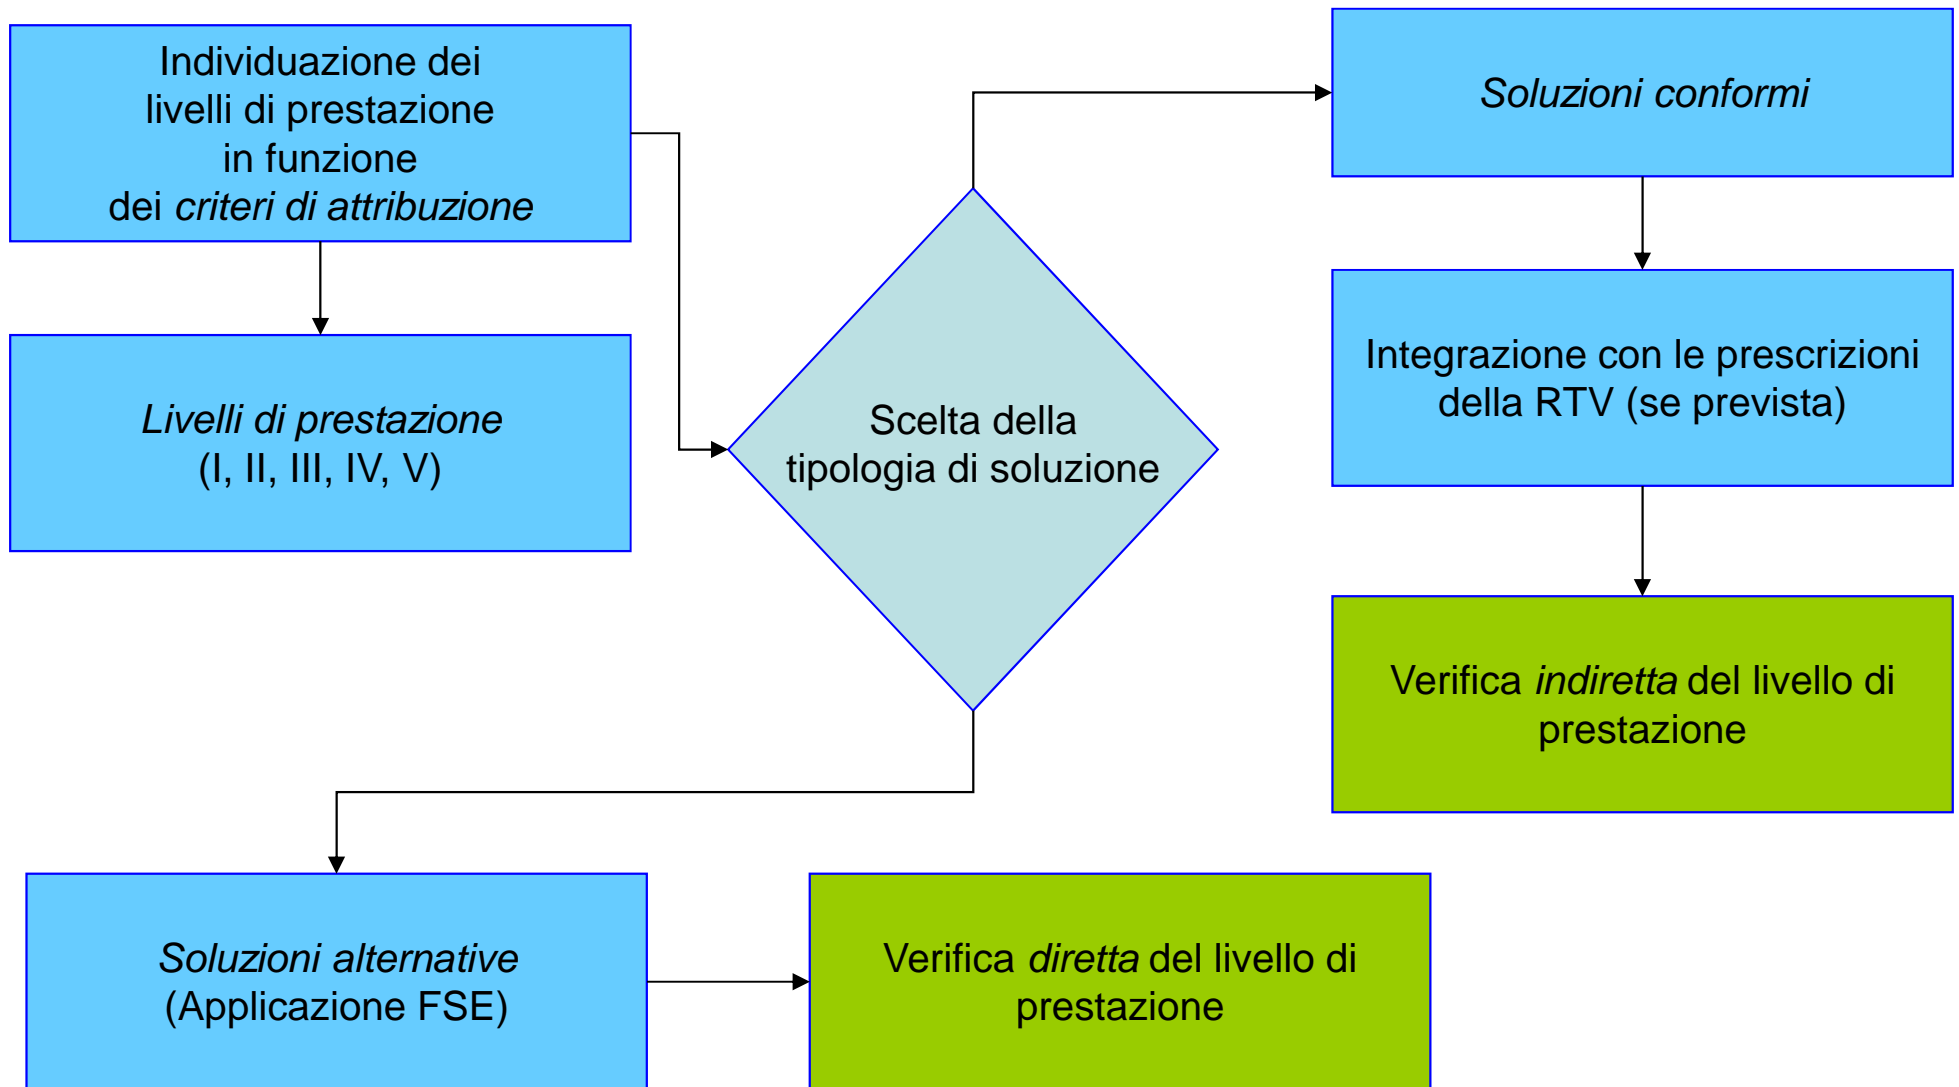 Individuazione dei
livelli di prestazione
in funzione
dei criteri di attribuzione
Livelli di prestazione
(I, II, III, IV, V)
Scelta della
tipologia di soluzione
Soluzioni conformi
Integrazione con le prescrizioni
della RTV (se prevista)
Verifica indiretta del livello di
prestazione
Soluzioni alternative
(Applicazione FSE)
Verifica diretta del livello di
prestazione